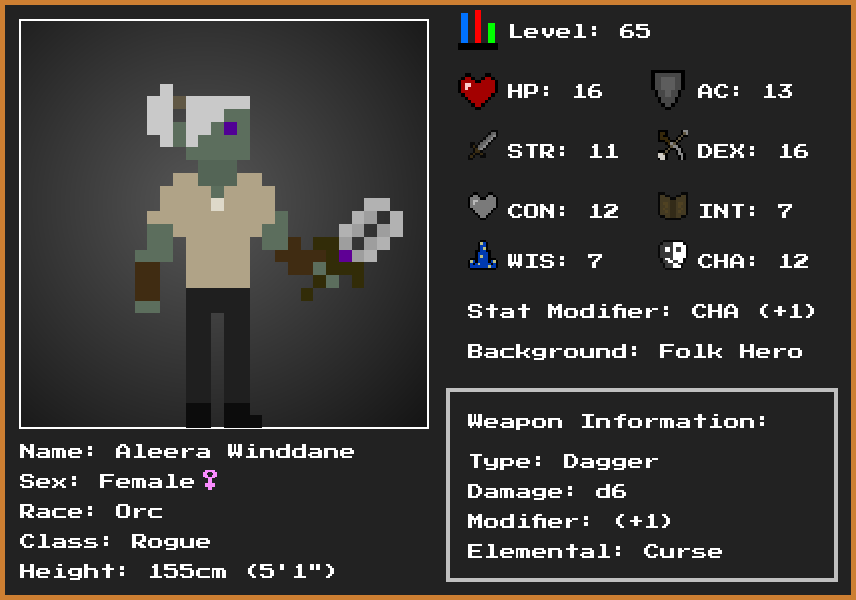 Level: 65
HP: 16 AC: 13
STR: 11 DEX: 16
CON: 12 INT: 7
WIS: 7 CHA: 12
Stat Modifier: CHA (+1)
Background: Folk Hero
Weapon Information:
Type: Dagger
Damage: d6
Modifier: (+1)
Elemental: Curse
Name: Aleera Winddane
Sex: Female♀
Race: Orc
Class: Rogue
Height: 155cm (5'1")